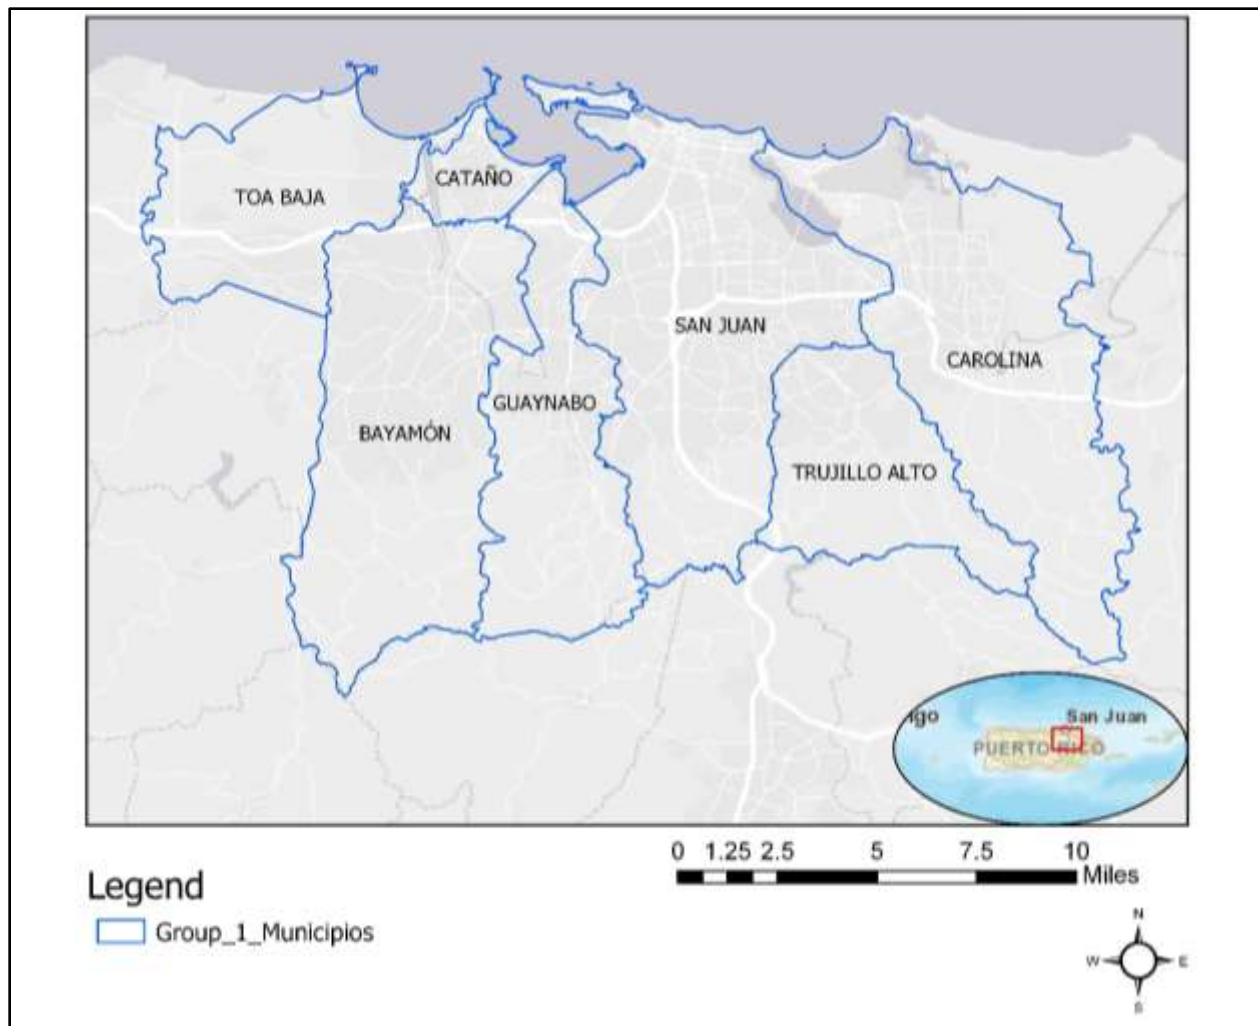 CATAÑO
TOA BAJA
SAN JUAN
CAROLINA
GUAYNABO
BAYAMÓN
TRUJILLO ALTO
igo
San Juan
PUERTO RICO
0 1.25 2.5 5 7.5 10
Miles
Legend
Group_1_Municipios
N
W E
S